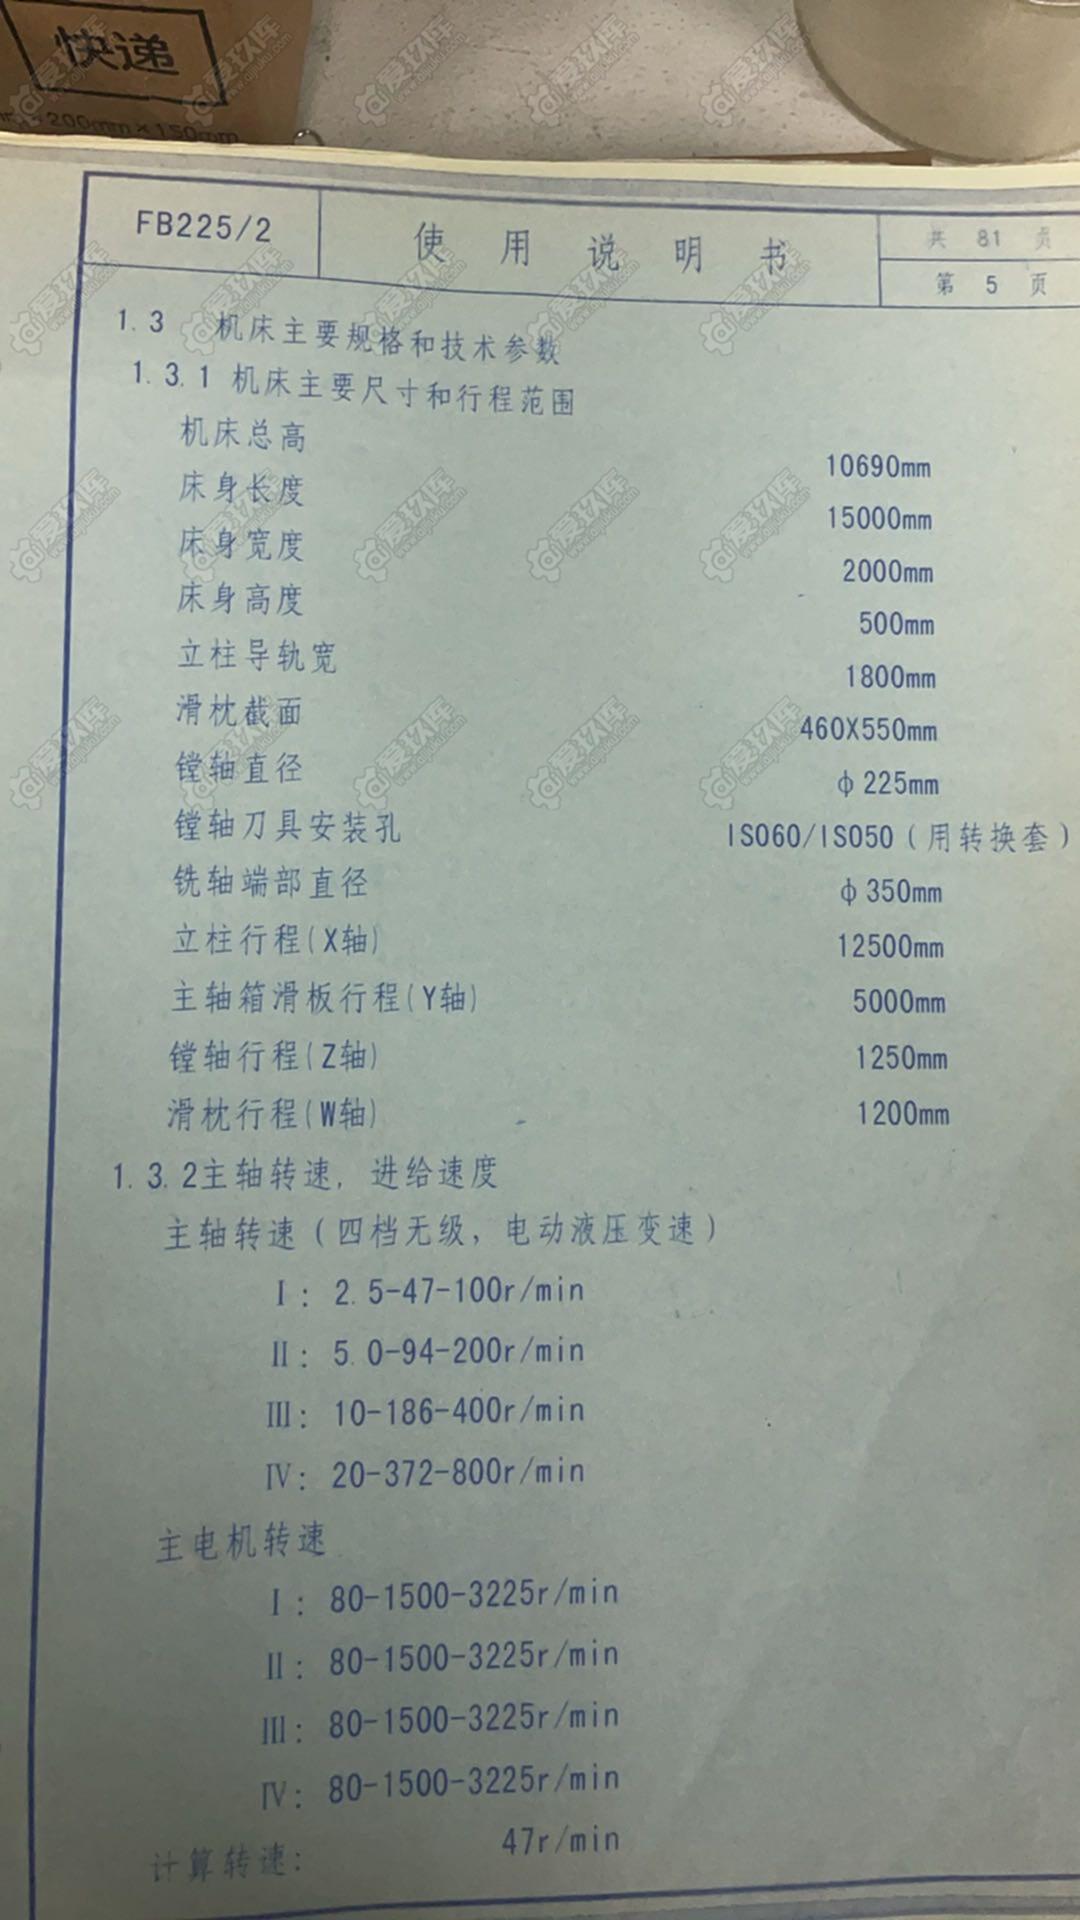 快递
200mm×150mm
FB225/2
使用说明书
共 81 页
第 5 页
1.3 机床主要规格和技术参数
1.3.1 机床主要尺寸和行程范围
机床总高 10690mm
床身长度 15000mm
床身宽度 2000mm
床身高度 500mm
立柱导轨宽 1800mm
滑枕截面 460X550mm
镗轴直径 φ225mm
镗轴刀具安装孔 ISO60/ISO50(用转换套)
铣轴端部直径 φ350mm
立柱行程(X轴) 12500mm
主轴箱滑板行程(Y轴) 5000mm
镗轴行程(Z轴) 1250mm
滑枕行程(W轴) 1200mm
1.3.2主轴转速,进给速度
主轴转速(四档无级,电动液压变速)
Ⅰ: 2.5-47-100r/min
Ⅱ: 5.0-94-200r/min
Ⅲ: 10-186-400r/min
Ⅳ: 20-372-800r/min
主电机转速
Ⅰ: 80-1500-3225r/min
Ⅱ: 80-1500-3225r/min
Ⅲ: 80-1500-3225r/min
Ⅳ: 80-1500-3225r/min
计算转速: 47r/min
爱玖库
www.aijiuku.cn